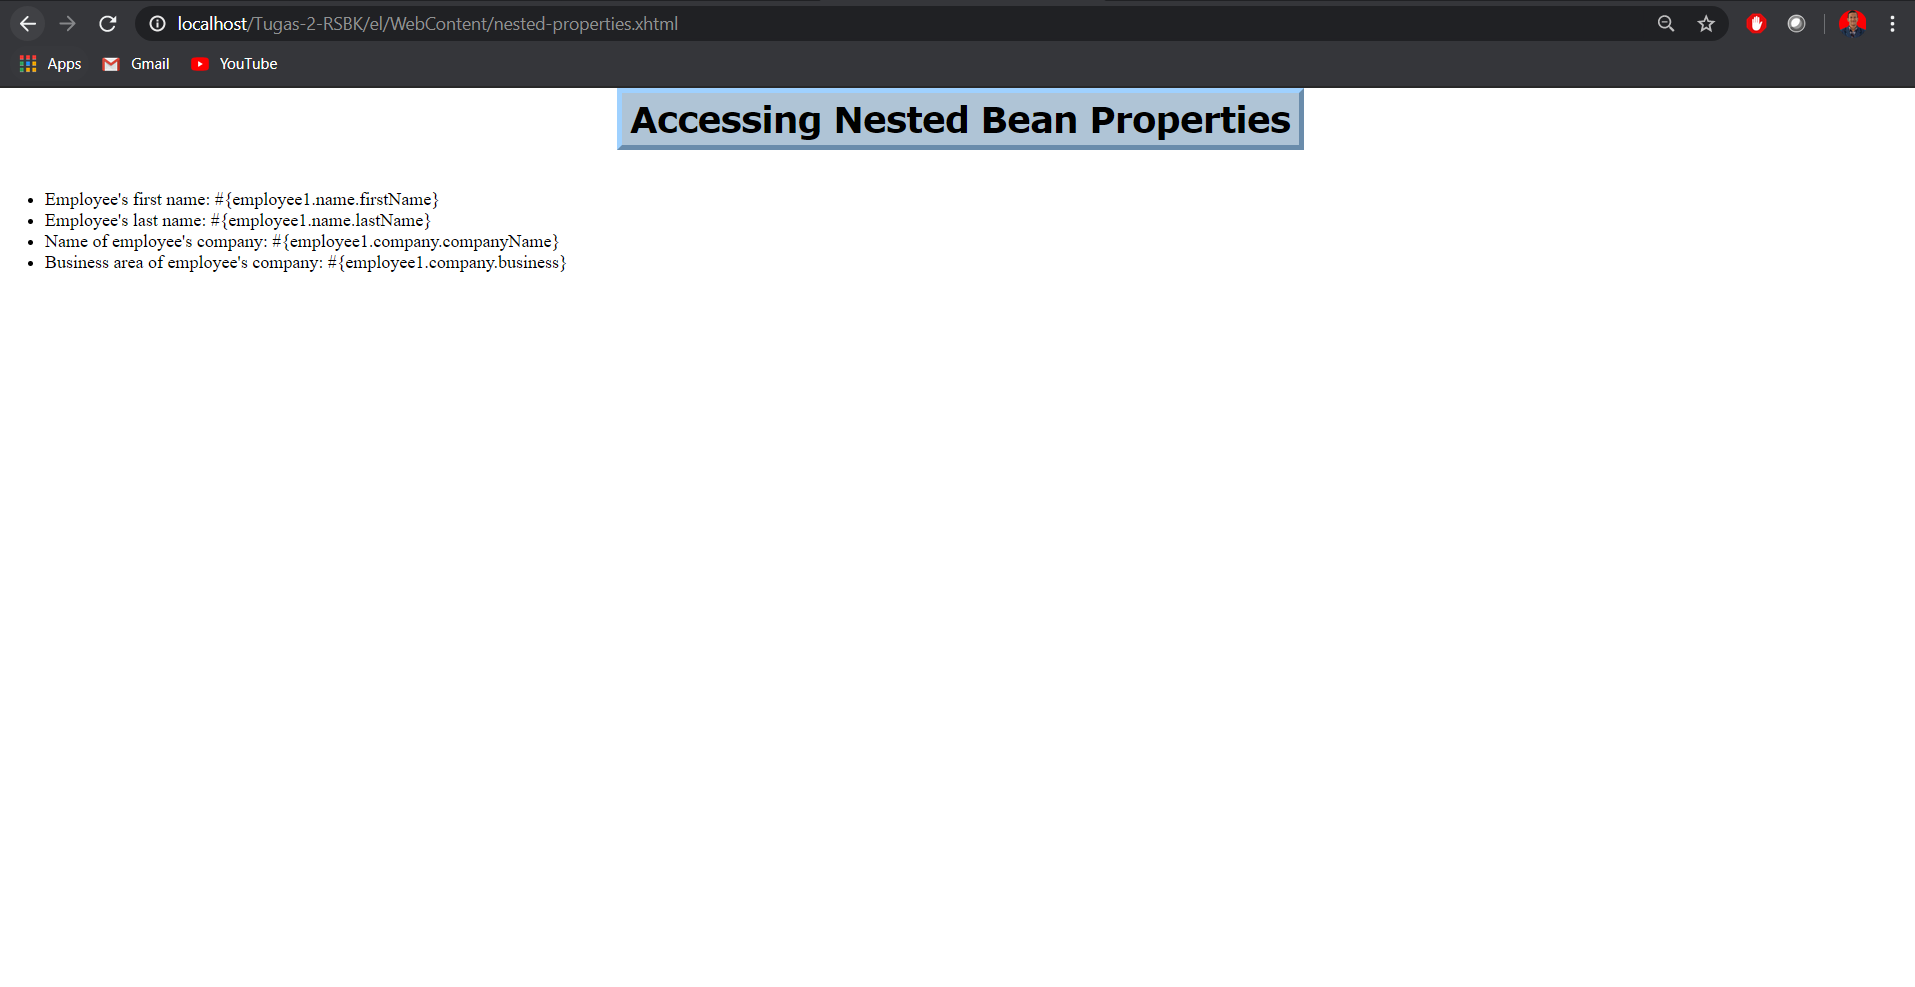 localhost/Tugas-2-RSBK/el/WebContent/nested-properties.xhtml
Apps Gmail YouTube
Accessing Nested Bean Properties
• Employee's first name: #{employee1.name.firstName}
• Employee's last name: #{employee1.name.lastName}
• Name of employee's company: #{employee1.company.companyName}
• Business area of employee's company: #{employee1.company.business}